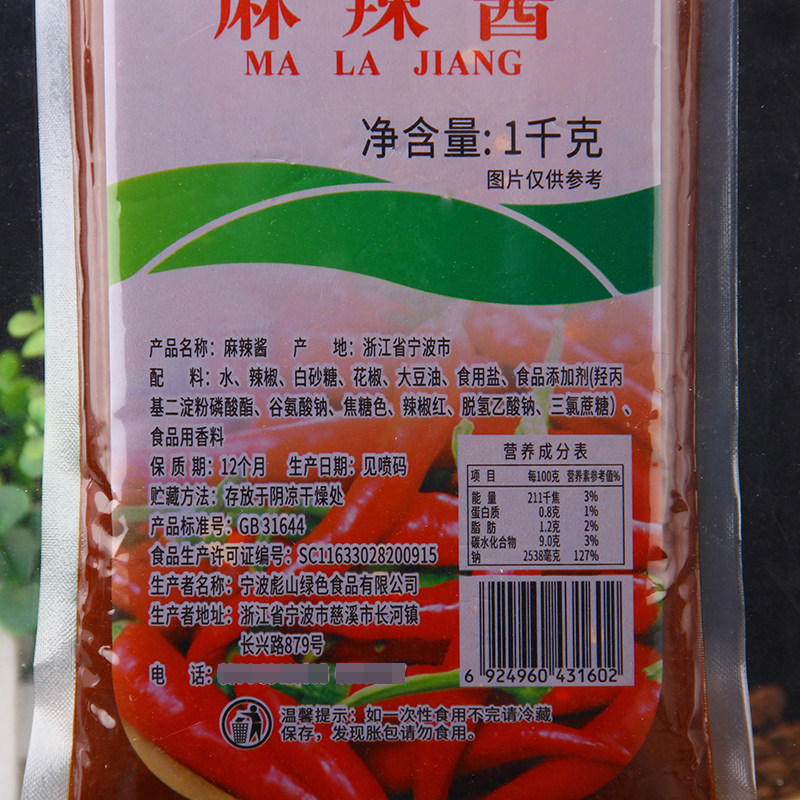 麻辣酱
MA LA JIANG
净含量: 1千克
图片仅供参考
产品名称：麻辣酱 产 地：浙江省宁波市
配 料：水、辣椒、白砂糖、花椒、大豆油、食用盐、食品添加剂(羟丙
基二淀粉磷酸酯、谷氨酸钠、焦糖色、辣椒红、脱氢乙酸钠、三氯蔗糖）、
食品用香料
保 质 期：12个月 生产日期：见喷码
贮藏方法：存放于阴凉干燥处
产品标准号：GB31644
食品生产许可证编号：SC11633028200915
生产者名称：宁波彪山绿色食品有限公司
生产者地址：浙江省宁波市慈溪市长河镇
长兴路879号
电 话：
营养成分表
项 目 每100克 营养素参考值%
能 量 211千焦 3%
蛋白质 0.8克 1%
脂 肪 1.2克 2%
碳水化合物 9.0克 3%
钠 2538毫克 127%
6 924960 431602
温馨提示：如一次性食用不完请冷藏
保存，发现胀包请勿食用。